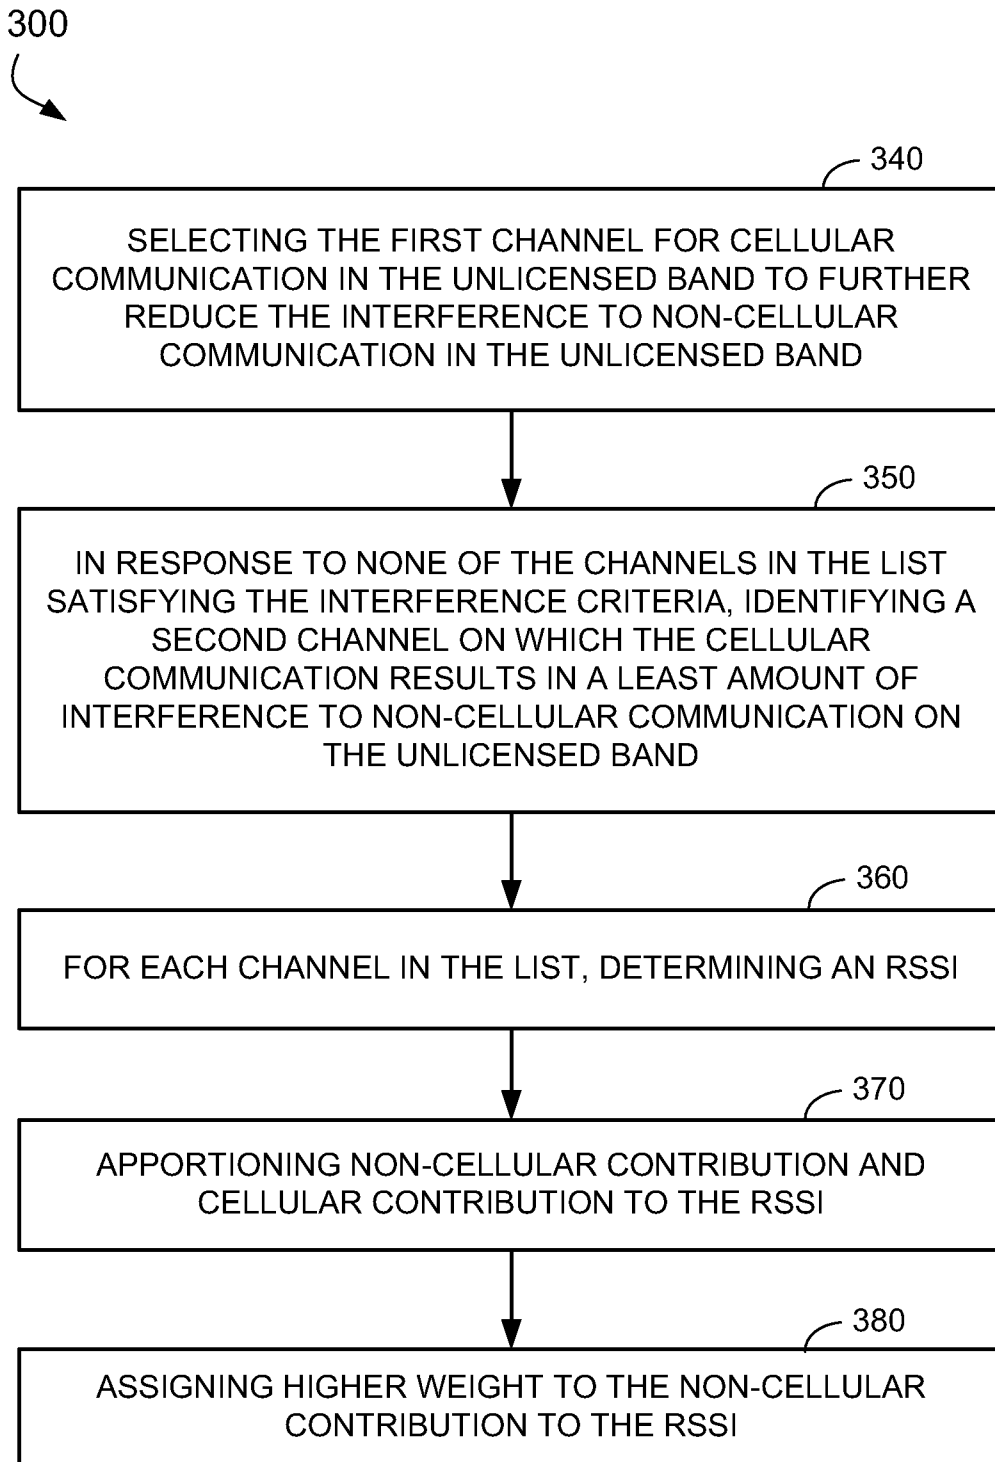 300
340
SELECTING THE FIRST CHANNEL FOR CELLULAR
COMMUNICATION IN THE UNLICENSED BAND TO FURTHER
REDUCE THE INTERFERENCE TO NON-CELLULAR
COMMUNICATION IN THE UNLICENSED BAND
350
IN RESPONSE TO NONE OF THE CHANNELS IN THE LIST
SATISFYING THE INTERFERENCE CRITERIA, IDENTIFYING A
SECOND CHANNEL ON WHICH THE CELLULAR
COMMUNICATION RESULTS IN A LEAST AMOUNT OF
INTERFERENCE TO NON-CELLULAR COMMUNICATION ON
THE UNLICENSED BAND
360
FOR EACH CHANNEL IN THE LIST, DETERMINING AN RSSI
370
APPORTIONING NON-CELLULAR CONTRIBUTION AND
CELLULAR CONTRIBUTION TO THE RSSI
380
ASSIGNING HIGHER WEIGHT TO THE NON-CELLULAR
CONTRIBUTION TO THE RSSI